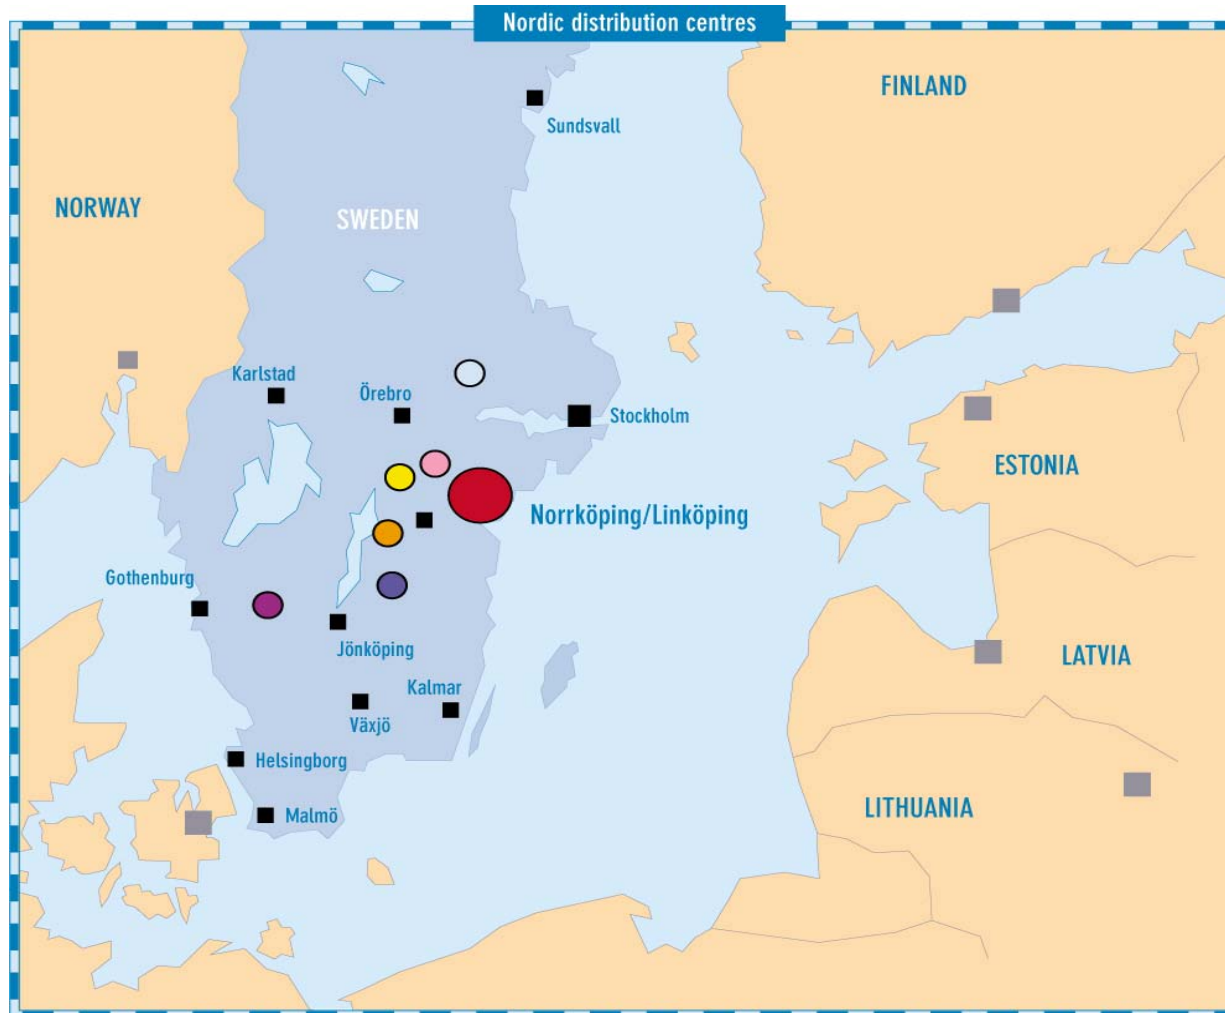 Nordic distribution centres
FINLAND
Sundsvall
NORWAY
SWEDEN
Karlstad
Örebro
Stockholm
ESTONIA
Norrköping/Linköping
Gothenburg
Jönköping
LATVIA
Kalmar
Växjö
Helsingborg
LITHUANIA
Malmö